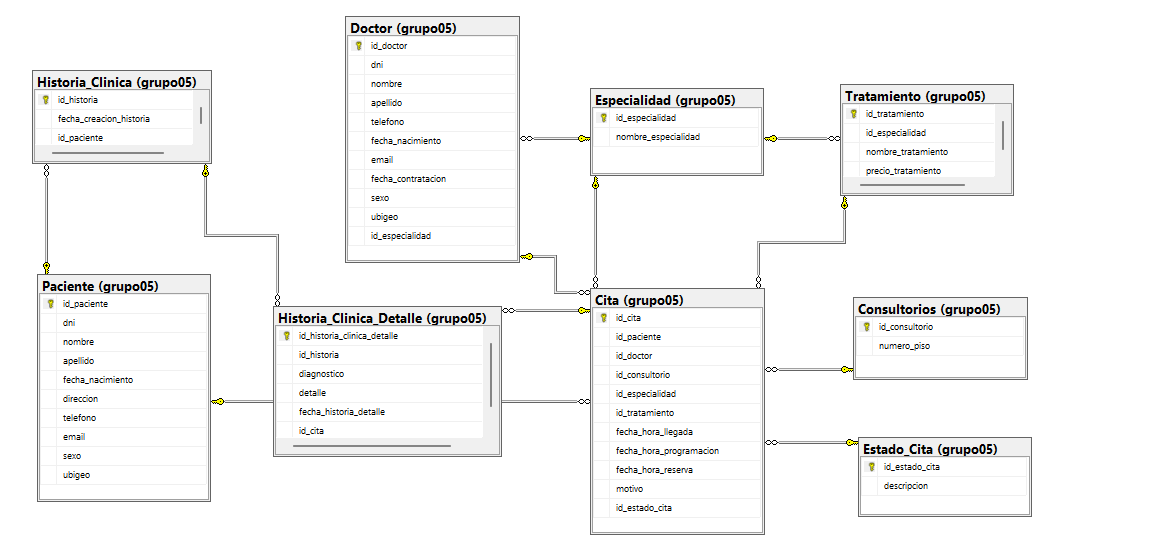 Doctor (grupo05)
id_doctor
dni
nombre
apellido
telefono
fecha_nacimiento
email
fecha_contratacion
sexo
ubigeo
id_especialidad
Historia_Clinica (grupo05)
id_historia
fecha_creacion_historia
id_paciente
Especialidad (grupo05)
id_especialidad
nombre_especialidad
Tratamiento (grupo05)
id_tratamiento
id_especialidad
nombre_tratamiento
precio_tratamiento
Paciente (grupo05)
id_paciente
dni
nombre
apellido
fecha_nacimiento
direccion
telefono
email
sexo
ubigeo
Historia_Clinica_Detalle (grupo05)
id_historia_clinica_detalle
id_historia
diagnostico
detalle
fecha_historia_detalle
id_cita
Cita (grupo05)
id_cita
id_paciente
id_doctor
id_consultorio
id_especialidad
id_tratamiento
fecha_hora_llegada
fecha_hora_programacion
fecha_hora_reserva
motivo
id_estado_cita
Consultorios (grupo05)
id_consultorio
numero_piso
Estado_Cita (grupo05)
id_estado_cita
descripcion